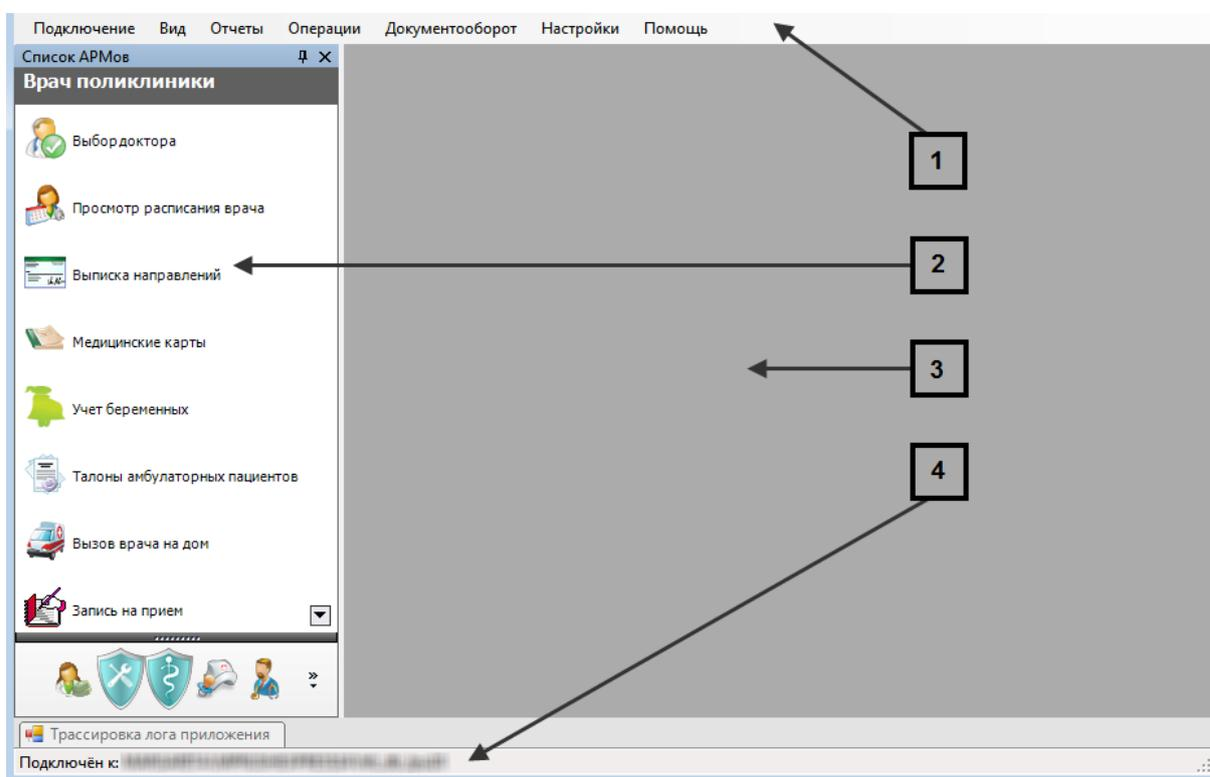 Подключение Вид Отчеты Операции Документооборот Настройки Помощь
Список АРМов
Врач поликлиники
Выбор доктора
1
Просмотр расписания врача
Выписка направлений
2
Медицинские карты
3
Учет беременных
Талоны амбулаторных пациентов
4
Вызов врача на дом
Запись на прием
Трассировка лога приложения
Подключён к: